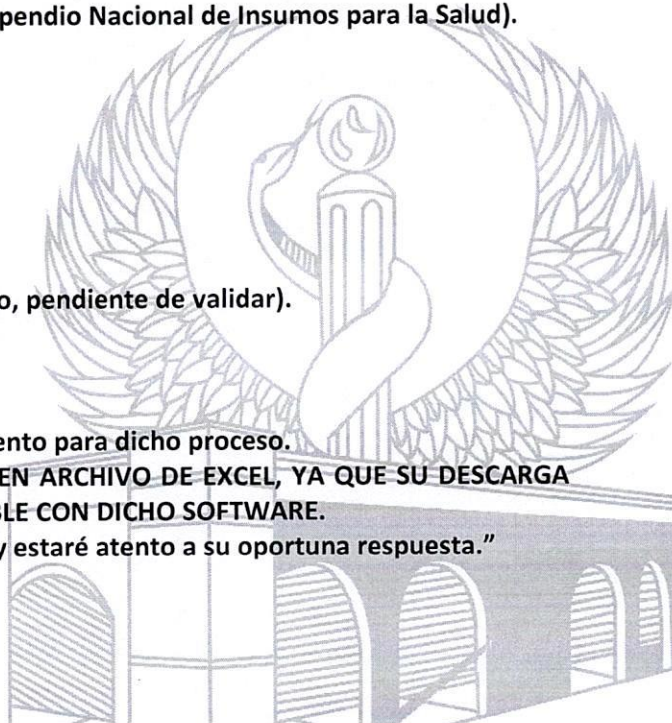 pendio Nacional de Insumos para la Salud).
o, pendiente de validar).
ento para dicho proceso.
EN ARCHIVO DE EXCEL, YA QUE SU DESCARGA
BLE CON DICHO SOFTWARE.
y estaré atento a su oportuna respuesta.”